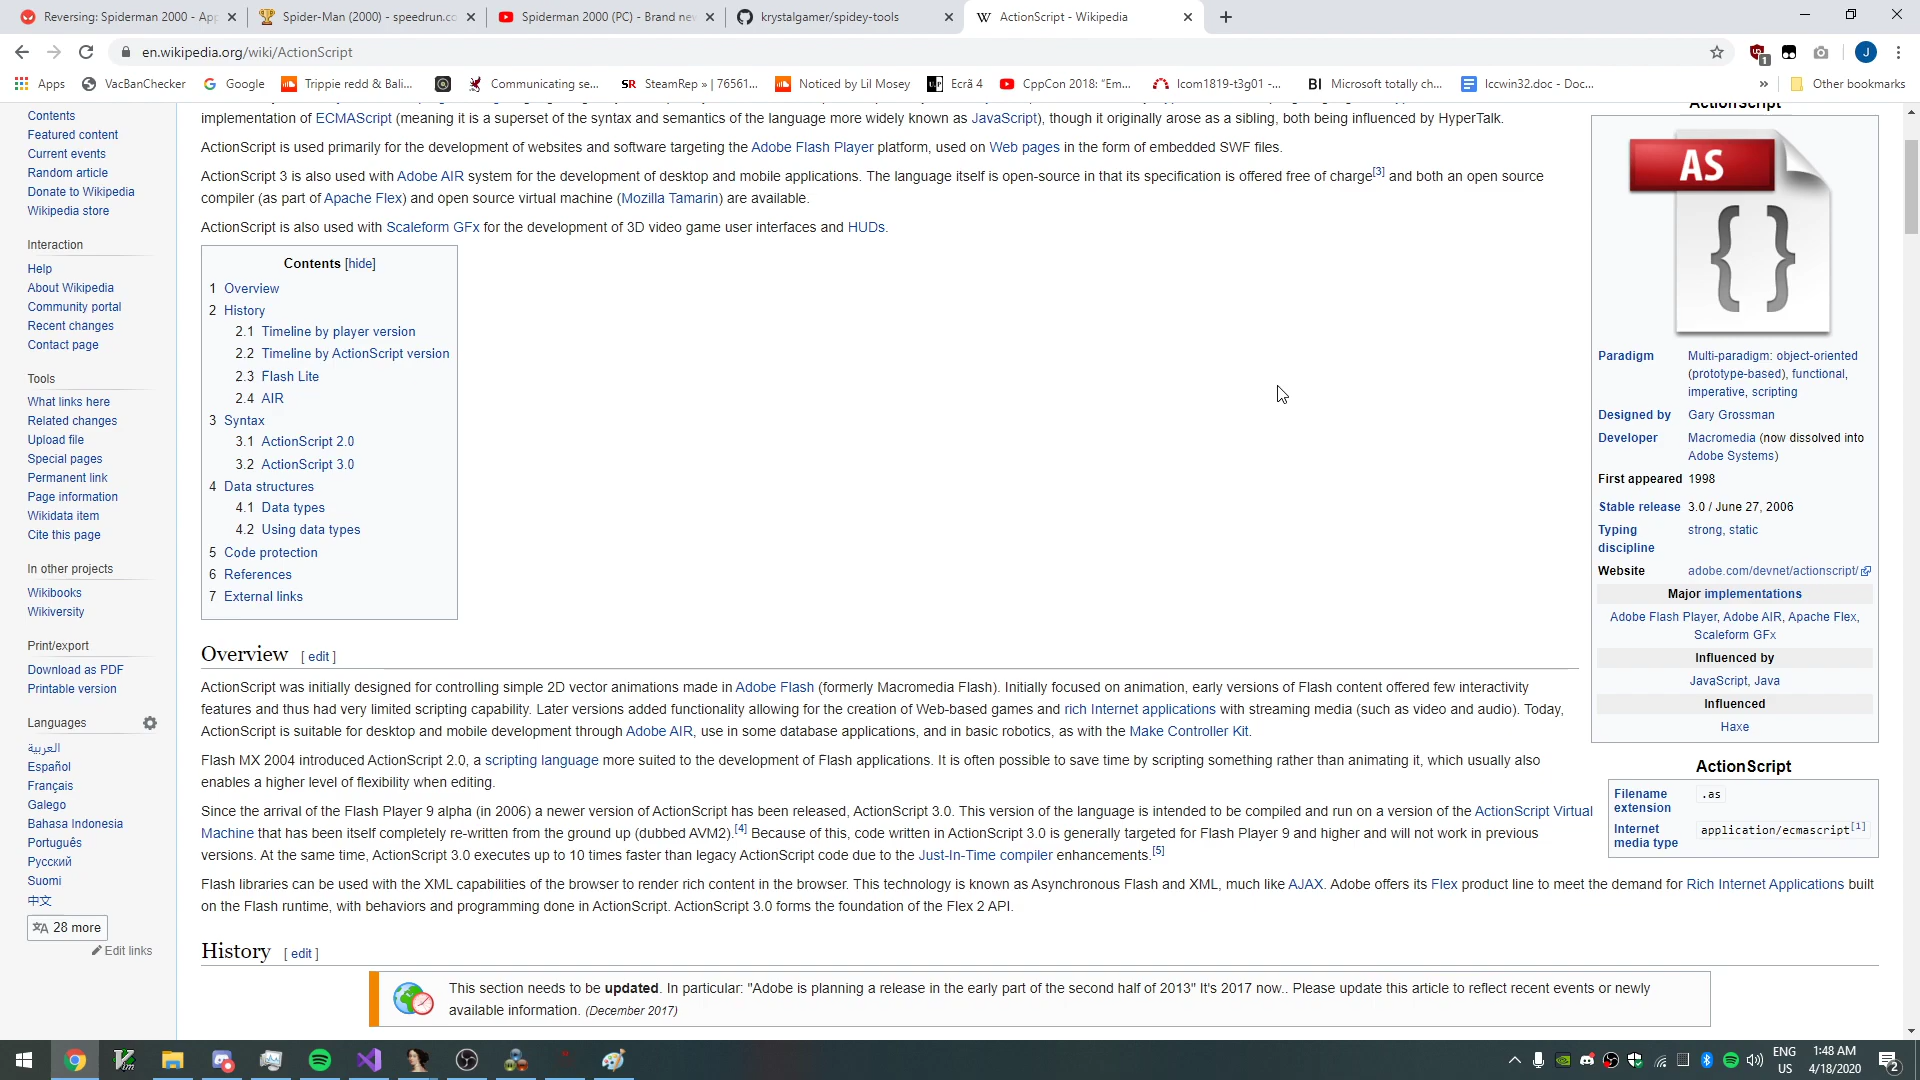 Reversing: Spiderman 2000 - App
Spider-Man (2000) - speedrun.co
Spiderman 2000 (PC) - Brand new
krystalgamer/spidey-tools
ActionScript - Wikipedia
en.wikipedia.org/wiki/ActionScript
1
J
Apps
VacBanChecker
Google
Trippie redd & Bali...
Communicating se...
SR
SteamRep » | 76561...
Noticed by Lil Mosey
Ecrã 4
CppCon 2018: “Em...
lcom1819-t3g01 -...
BI
Microsoft totally ch...
lccwin32.doc - Doc...
»
Other bookmarks
Contents
Featured content
Current events
Random article
Donate to Wikipedia
Wikipedia store
Interaction
Help
About Wikipedia
Community portal
Recent changes
Contact page
Tools
What links here
Related changes
Upload file
Special pages
Permanent link
Page information
Wikidata item
Cite this page
In other projects
Wikibooks
Wikiversity
Print/export
Download as PDF
Printable version
Languages
العربية
Español
Français
Galego
Bahasa Indonesia
Português
Русский
Suomi
中文
28 more
Edit links
implementation of ECMAScript (meaning it is a superset of the syntax and semantics of the language more widely known as JavaScript), though it originally arose as a sibling, both being influenced by HyperTalk.
ActionScript is used primarily for the development of websites and software targeting the Adobe Flash Player platform, used on Web pages in the form of embedded SWF files.
ActionScript 3 is also used with Adobe AIR system for the development of desktop and mobile applications. The language itself is open-source in that its specification is offered free of charge[3] and both an open source
compiler (as part of Apache Flex) and open source virtual machine (Mozilla Tamarin) are available.
ActionScript is also used with Scaleform GFx for the development of 3D video game user interfaces and HUDs.
Contents [hide]
1 Overview
2 History
2.1 Timeline by player version
2.2 Timeline by ActionScript version
2.3 Flash Lite
2.4 AIR
3 Syntax
3.1 ActionScript 2.0
3.2 ActionScript 3.0
4 Data structures
4.1 Data types
4.2 Using data types
5 Code protection
6 References
7 External links
Overview [ edit ]
ActionScript was initially designed for controlling simple 2D vector animations made in Adobe Flash (formerly Macromedia Flash). Initially focused on animation, early versions of Flash content offered few interactivity
features and thus had very limited scripting capability. Later versions added functionality allowing for the creation of Web-based games and rich Internet applications with streaming media (such as video and audio). Today,
ActionScript is suitable for desktop and mobile development through Adobe AIR, use in some database applications, and in basic robotics, as with the Make Controller Kit.
Flash MX 2004 introduced ActionScript 2.0, a scripting language more suited to the development of Flash applications. It is often possible to save time by scripting something rather than animating it, which usually also
enables a higher level of flexibility when editing.
Since the arrival of the Flash Player 9 alpha (in 2006) a newer version of ActionScript has been released, ActionScript 3.0. This version of the language is intended to be compiled and run on a version of the ActionScript Virtual
Machine that has been itself completely re-written from the ground up (dubbed AVM2).[4] Because of this, code written in ActionScript 3.0 is generally targeted for Flash Player 9 and higher and will not work in previous
versions. At the same time, ActionScript 3.0 executes up to 10 times faster than legacy ActionScript code due to the Just-In-Time compiler enhancements.[5]
Flash libraries can be used with the XML capabilities of the browser to render rich content in the browser. This technology is known as Asynchronous Flash and XML, much like AJAX. Adobe offers its Flex product line to meet the demand for Rich Internet Applications built
on the Flash runtime, with behaviors and programming done in ActionScript. ActionScript 3.0 forms the foundation of the Flex 2 API.
History [ edit ]
This section needs to be updated. In particular: "Adobe is planning a release in the early part of the second half of 2013" It's 2017 now.. Please update this article to reflect recent events or newly
available information. (December 2017)
ActionScript
AS
{}
Paradigm Multi-paradigm: object-oriented
(prototype-based), functional,
imperative, scripting
Designed by Gary Grossman
Developer Macromedia (now dissolved into
Adobe Systems)
First appeared 1998
Stable release 3.0 / June 27, 2006
Typing strong, static
discipline
Website adobe.com/devnet/actionscript/
Major implementations
Adobe Flash Player, Adobe AIR, Apache Flex,
Scaleform GFx
Influenced by
JavaScript, Java
Influenced
Haxe
ActionScript
Filename .as
extension
Internet application/ecmascript[1]
media type
ENG
US
1:48 AM
4/18/2020
2